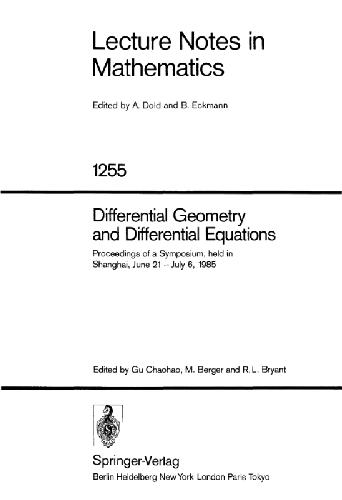 Lecture Notes in
Mathematics
Edited by A. Dold and B. Eckmann
1255
Differential Geometry
and Differential Equations
Proceedings of a Symposium, held in
Shanghai, June 21 – July 6, 1985
Edited by Gu Chaohao, M. Berger and R. L. Bryant
Springer-Verlag
Berlin Heidelberg New York London Paris Tokyo